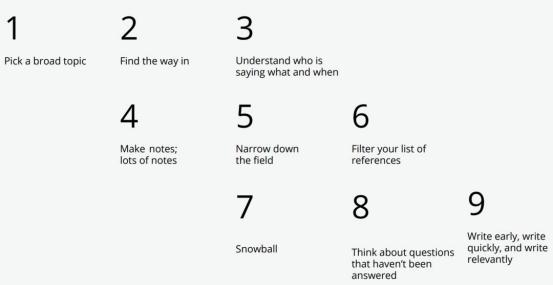 1
Pick a broad topic
2
Find the way in
3
Understand who is
saying what and when
4
Make notes;
lots of notes
5
Narrow down
the field
6
Filter your list of
references
7
Snowball
8
Think about questions
that haven't been
answered
9
Write early, write
quickly, and write
relevantly